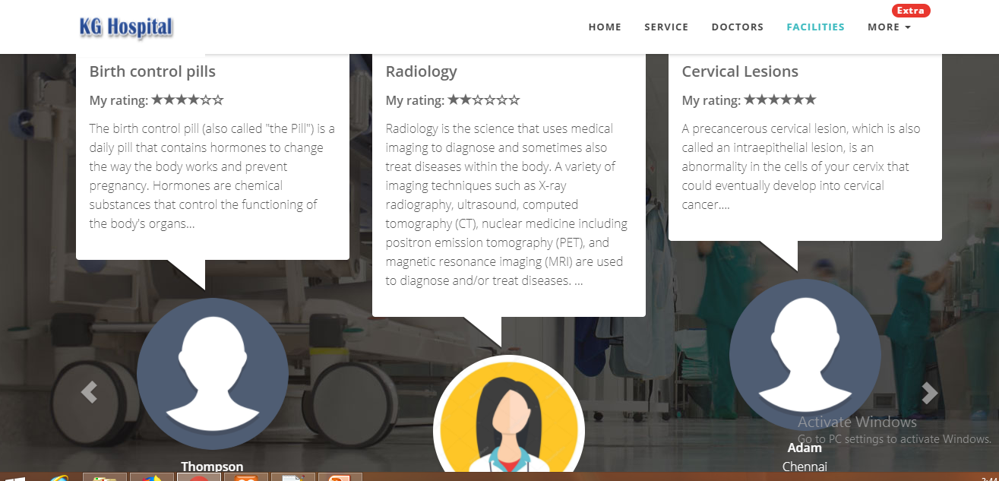 KG Hospital
HOME SERVICE DOCTORS FACILITIES MORE
Extra
Birth control pills
My rating: ★★★★☆☆
The birth control pill (also called "the Pill") is a
daily pill that contains hormones to change
the way the body works and prevent
pregnancy. Hormones are chemical
substances that control the functioning of
the body's organs...
Thompson
Radiology
My rating: ★★☆☆☆☆
Radiology is the science that uses medical
imaging to diagnose and sometimes also
treat diseases within the body. A variety of
imaging techniques such as X-ray
radiography, ultrasound, computed
tomography (CT), nuclear medicine including
positron emission tomography (PET), and
magnetic resonance imaging (MRI) are used
to diagnose and/or treat diseases. ...
Cervical Lesions
My rating: ★★★★★★
A precancerous cervical lesion, which is also
called an intraepithelial lesion, is an
abnormality in the cells of your cervix that
could eventually develop into cervical
cancer....
Adam
Chennai
Activate Windows
Go to PC settings to activate Windows.